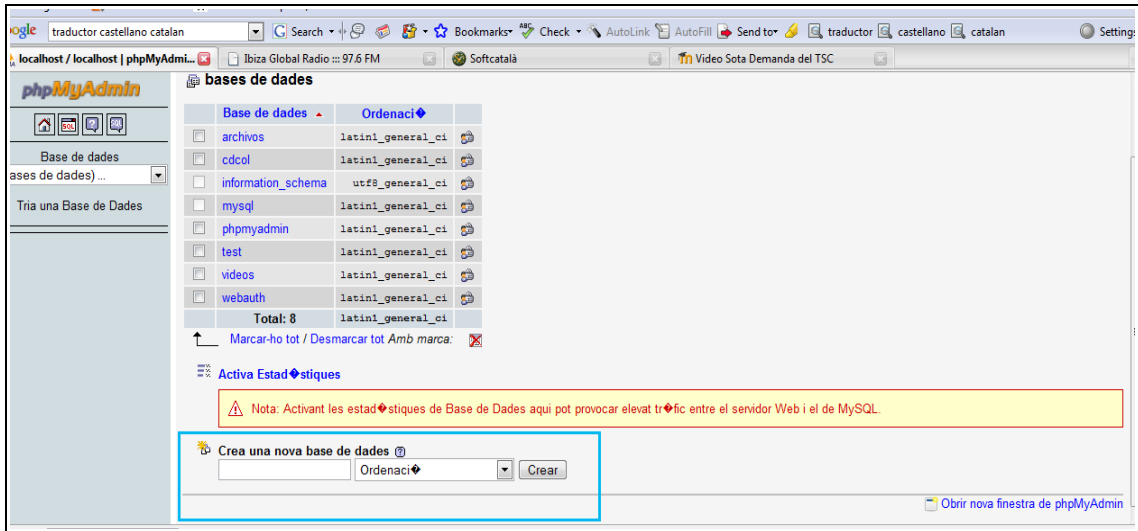 oogle traductor castellano catalan Search Bookmarks Check AutoLink AutoFill Send to traductor castellano catalan Settings
localhost / localhost | phpMyAdmi... Ibiza Global Radio ::: 97.6 FM Softcatalà Video Sota Demanda del TSC
phpMyAdmin
Base de dades
ases de dades) ...
Tria una Base de Dades
bases de dades
Base de dades Ordenaci�
archivos latin1_general_ci
cdcol latin1_general_ci
information_schema utf8_general_ci
mysql latin1_general_ci
phpmyadmin latin1_general_ci
test latin1_general_ci
videos latin1_general_ci
webauth latin1_general_ci
Total: 8 latin1_general_ci
Marcar-ho tot / Desmarcar tot Amb marca:
Activa Estad�stiques
Nota: Activant les estad�stiques de Base de Dades aqui pot provocar elevat tr�fic entre el servidor Web i el de MySQL.
Crea una nova base de dades
Ordenaci� Crear
Obrir nova finestra de phpMyAdmin